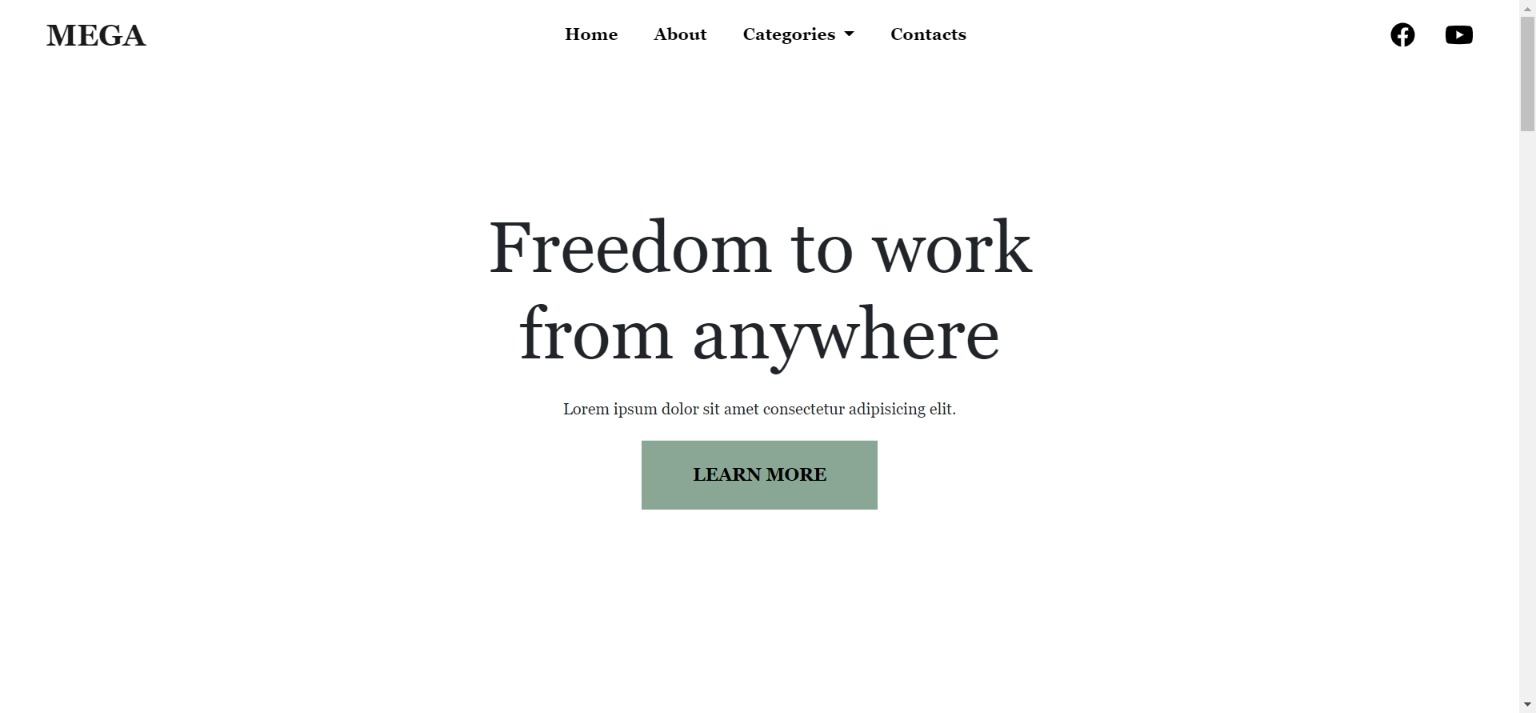 MEGA
Home About Categories Contacts
Freedom to work
from anywhere
Lorem ipsum dolor sit amet consectetur adipisicing elit.
LEARN MORE